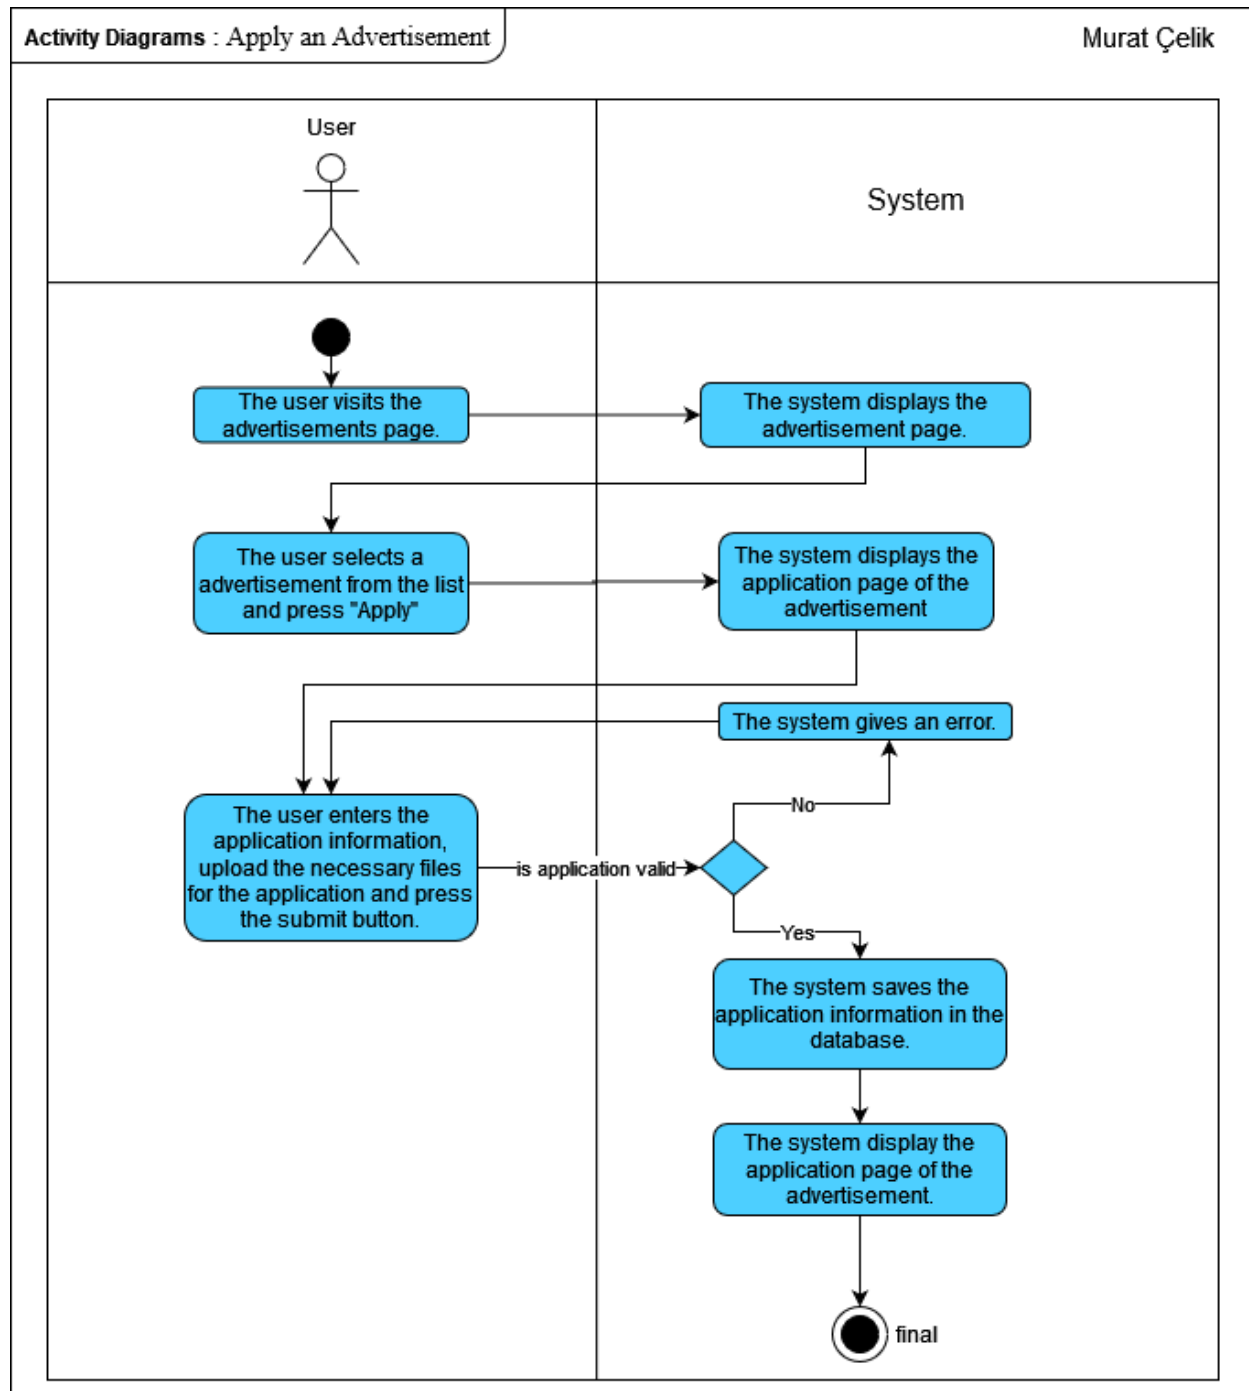 Activity Diagrams : Apply an Advertisement
Murat Çelik
User
System
The user visits the
advertisements page.
The system displays the
advertisement page.
The user selects a
advertisement from the list
and press "Apply"
The system displays the
application page of the
advertisement
The system gives an error.
No
The user enters the
application information,
upload the necessary files
for the application and press
the submit button.
is application valid
Yes
The system saves the
application information in the
database.
The system display the
application page of the
advertisement.
final